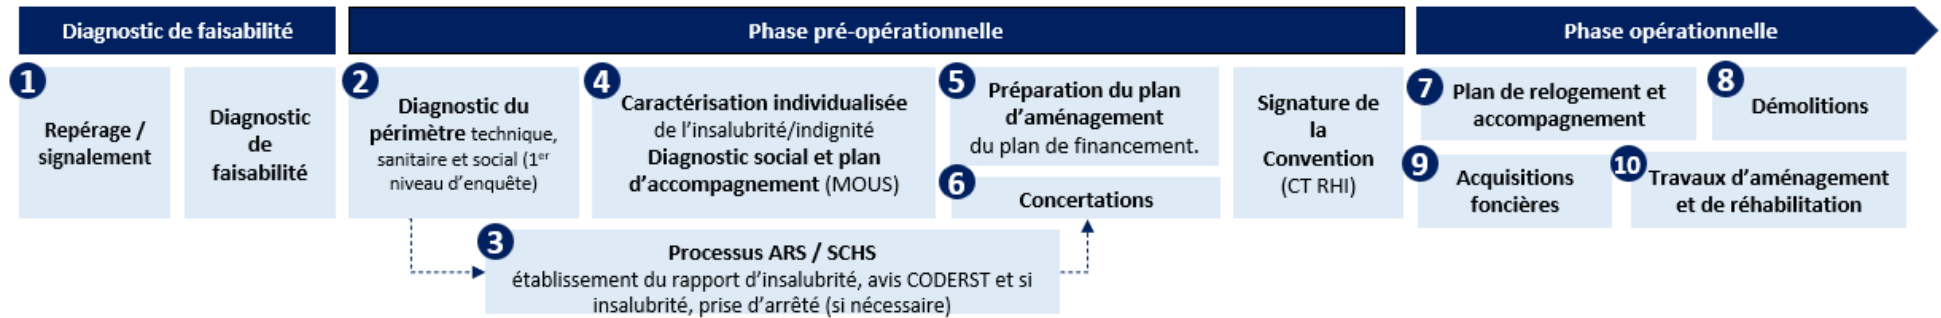 Diagnostic de faisabilité
Phase pré-opérationnelle
Phase opérationnelle
1
Repérage /
signalement
Diagnostic
de
faisabilité
2
Diagnostic du
périmètre technique,
sanitaire et social (1er
niveau d'enquête)
3
Processus ARS / SCHS
établissement du rapport d'insalubrité, avis CODERST et si
insalubrité, prise d'arrêté (si nécessaire)
4
Caractérisation individualisée
de l'insalubrité/indignité
Diagnostic social et plan
d'accompagnement (MOUS)
5
Préparation du plan
d'aménagement
du plan de financement.
6
Concertations
Signature de
la
Convention
(CT RHI)
7
Plan de relogement et
accompagnement
8
Démolitions
9
Acquisitions
foncières
10
Travaux d'aménagement
et de réhabilitation